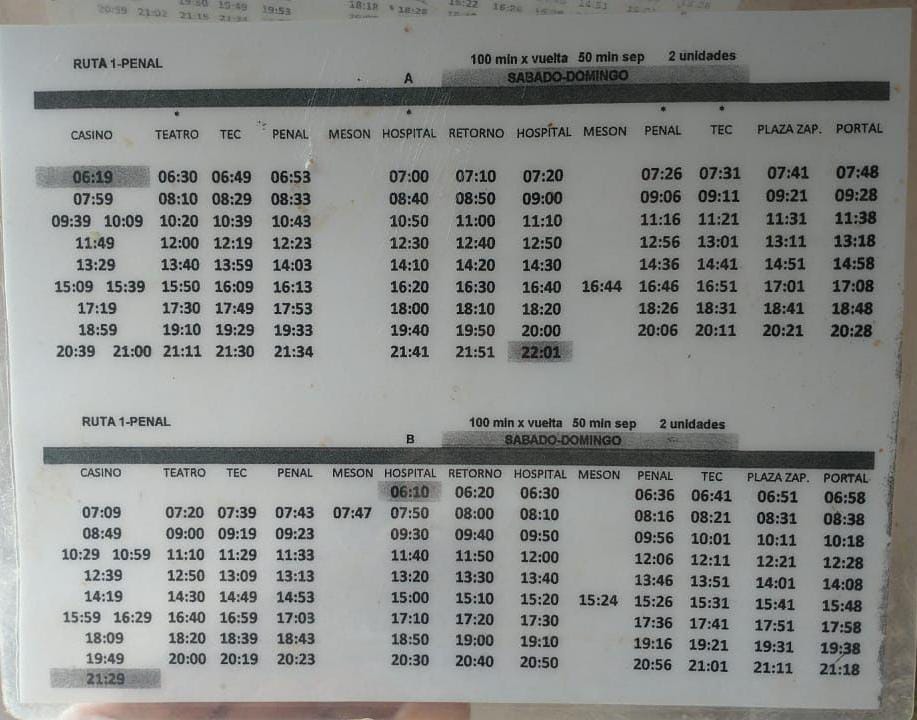 20:59 21:02 21:15 19:50 15:49 19:53 18:18 * 18:28 15:22 16:26 14:53
RUTA 1-PENAL 100 min x vuelta 50 min sep 2 unidades
A SABADO-DOMINGO
* * * *
CASINO TEATRO TEC PENAL MESON HOSPITAL RETORNO HOSPITAL MESON PENAL TEC PLAZA ZAP. PORTAL
06:19 06:30 06:49 06:53 07:00 07:10 07:20 07:26 07:31 07:41 07:48
07:59 08:10 08:29 08:33 08:40 08:50 09:00 09:06 09:11 09:21 09:28
09:39 10:09 10:20 10:39 10:43 10:50 11:00 11:10 11:16 11:21 11:31 11:38
11:49 12:00 12:19 12:23 12:30 12:40 12:50 12:56 13:01 13:11 13:18
13:29 13:40 13:59 14:03 14:10 14:20 14:30 14:36 14:41 14:51 14:58
15:09 15:39 15:50 16:09 16:13 16:20 16:30 16:40 16:44 16:46 16:51 17:01 17:08
17:19 17:30 17:49 17:53 18:00 18:10 18:20 18:26 18:31 18:41 18:48
18:59 19:10 19:29 19:33 19:40 19:50 20:00 20:06 20:11 20:21 20:28
20:39 21:00 21:11 21:30 21:34 21:41 21:51 22:01
RUTA 1-PENAL 100 min x vuelta 50 min sep 2 unidades
B SABADO-DOMINGO
CASINO TEATRO TEC PENAL MESON HOSPITAL RETORNO HOSPITAL MESON PENAL TEC PLAZA ZAP. PORTAL
06:10 06:20 06:30 06:36 06:41 06:51 06:58
07:09 07:20 07:39 07:43 07:47 07:50 08:00 08:10 08:16 08:21 08:31 08:38
08:49 09:00 09:19 09:23 09:30 09:40 09:50 09:56 10:01 10:11 10:18
10:29 10:59 11:10 11:29 11:33 11:40 11:50 12:00 12:06 12:11 12:21 12:28
12:39 12:50 13:09 13:13 13:20 13:30 13:40 13:46 13:51 14:01 14:08
14:19 14:30 14:49 14:53 15:00 15:10 15:20 15:24 15:26 15:31 15:41 15:48
15:59 16:29 16:40 16:59 17:03 17:10 17:20 17:30 17:36 17:41 17:51 17:58
18:09 18:20 18:39 18:43 18:50 19:00 19:10 19:16 19:21 19:31 19:38
19:49 20:00 20:19 20:23 20:30 20:40 20:50 20:56 21:01 21:11 21:18
21:29